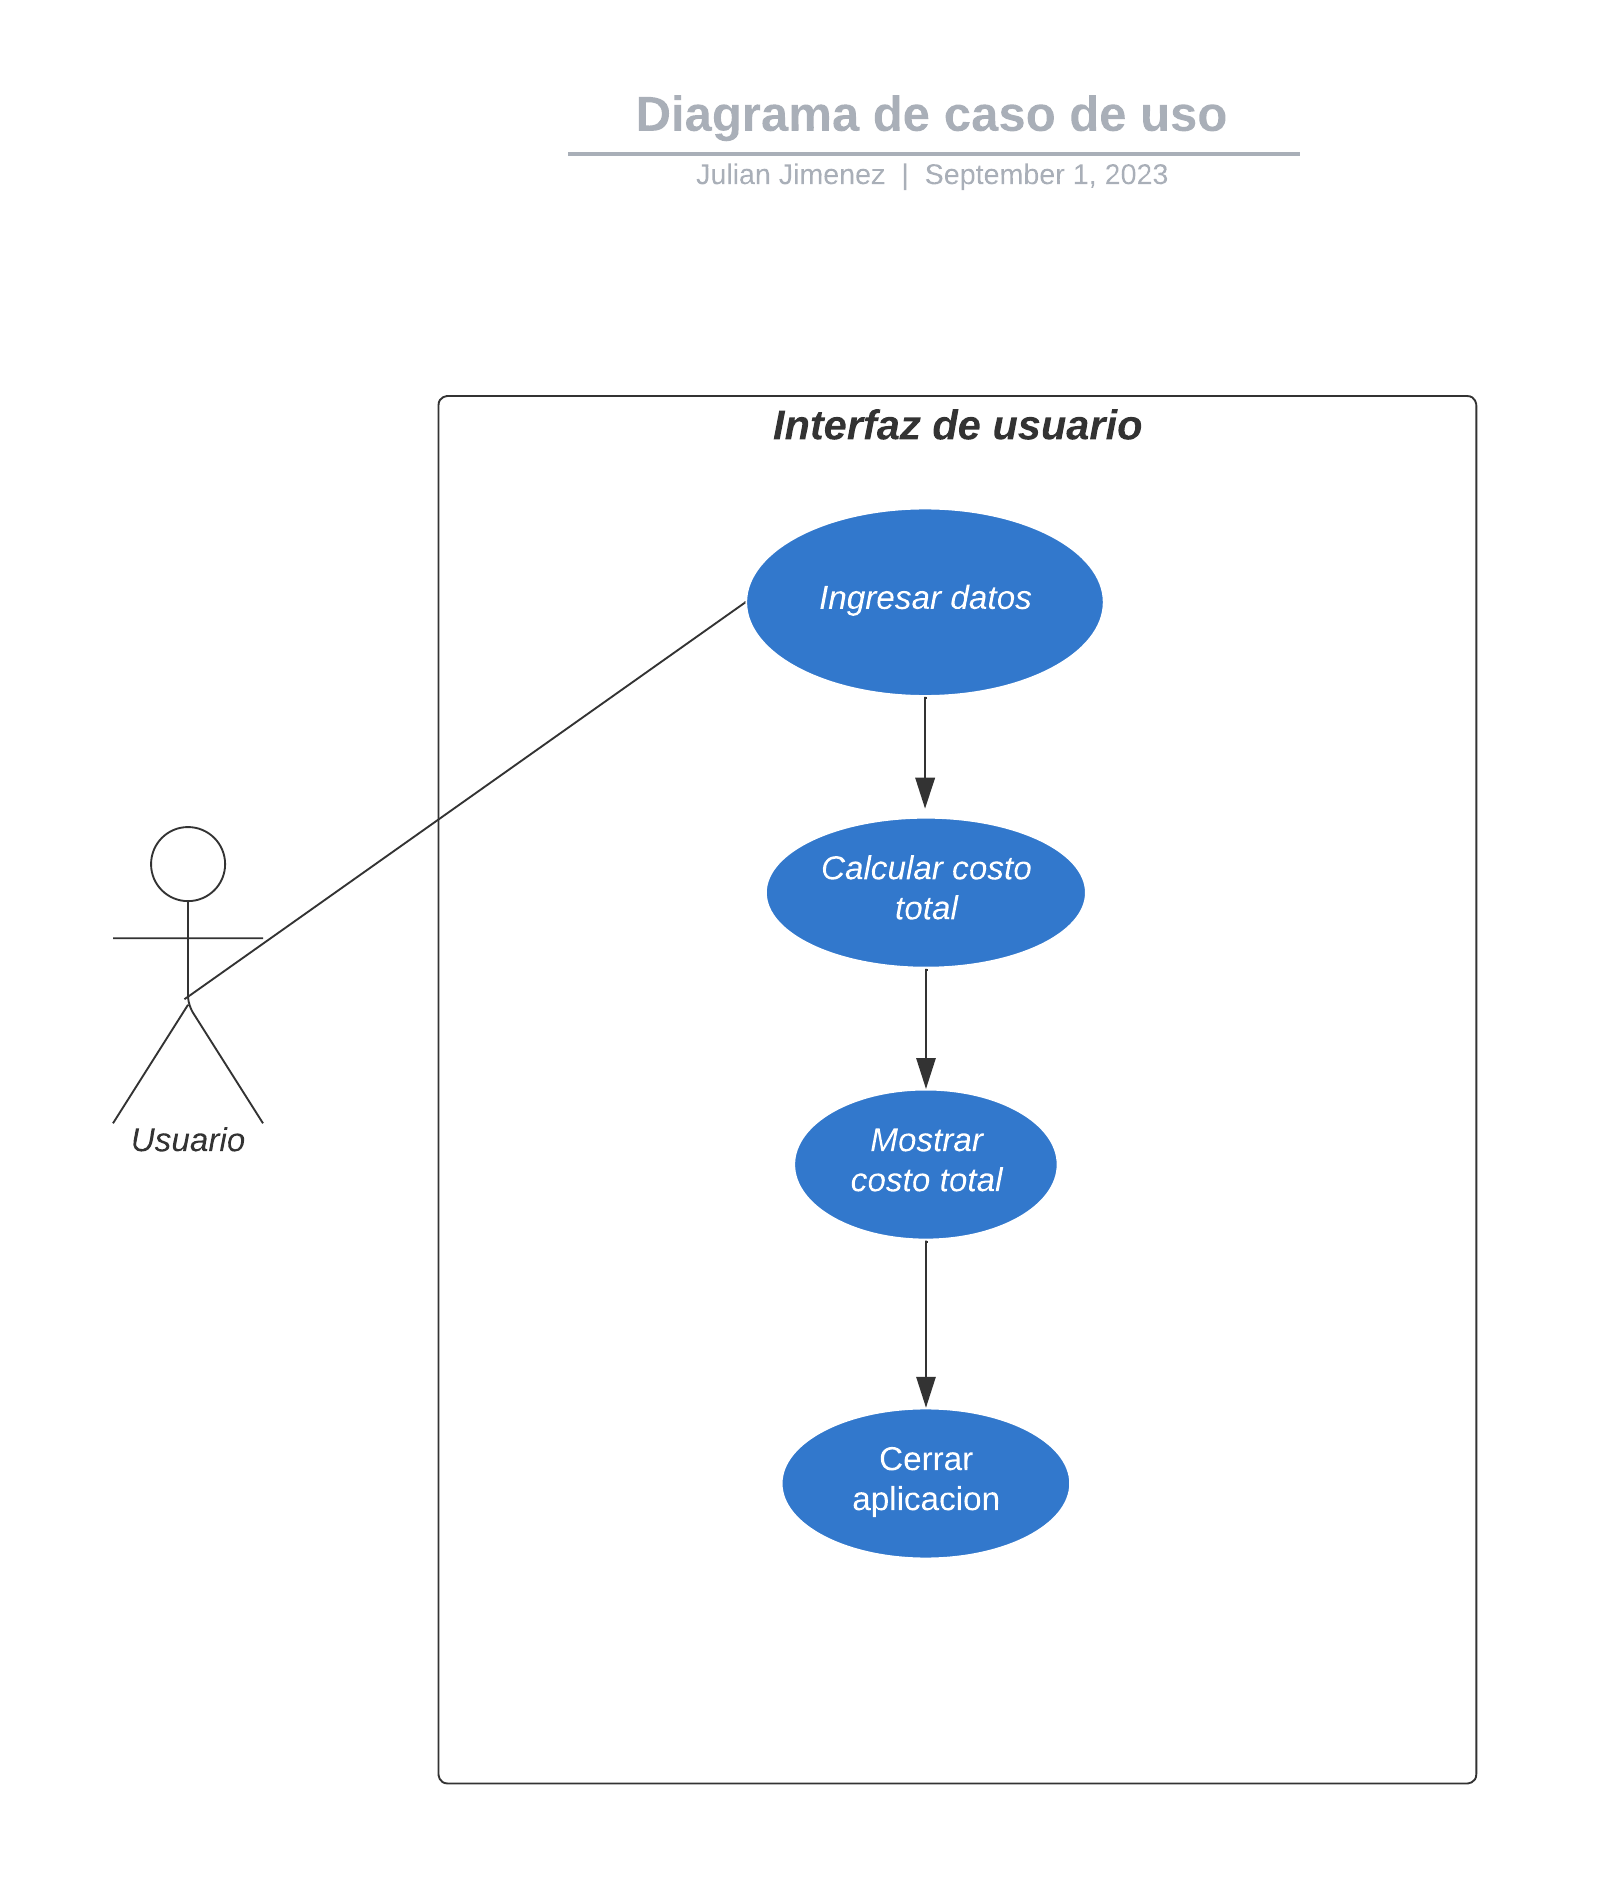 Diagrama de caso de uso
Julian Jimenez | September 1, 2023
Interfaz de usuario
Ingresar datos
Calcular costo
total
Usuario
Mostrar
costo total
Cerrar
aplicacion